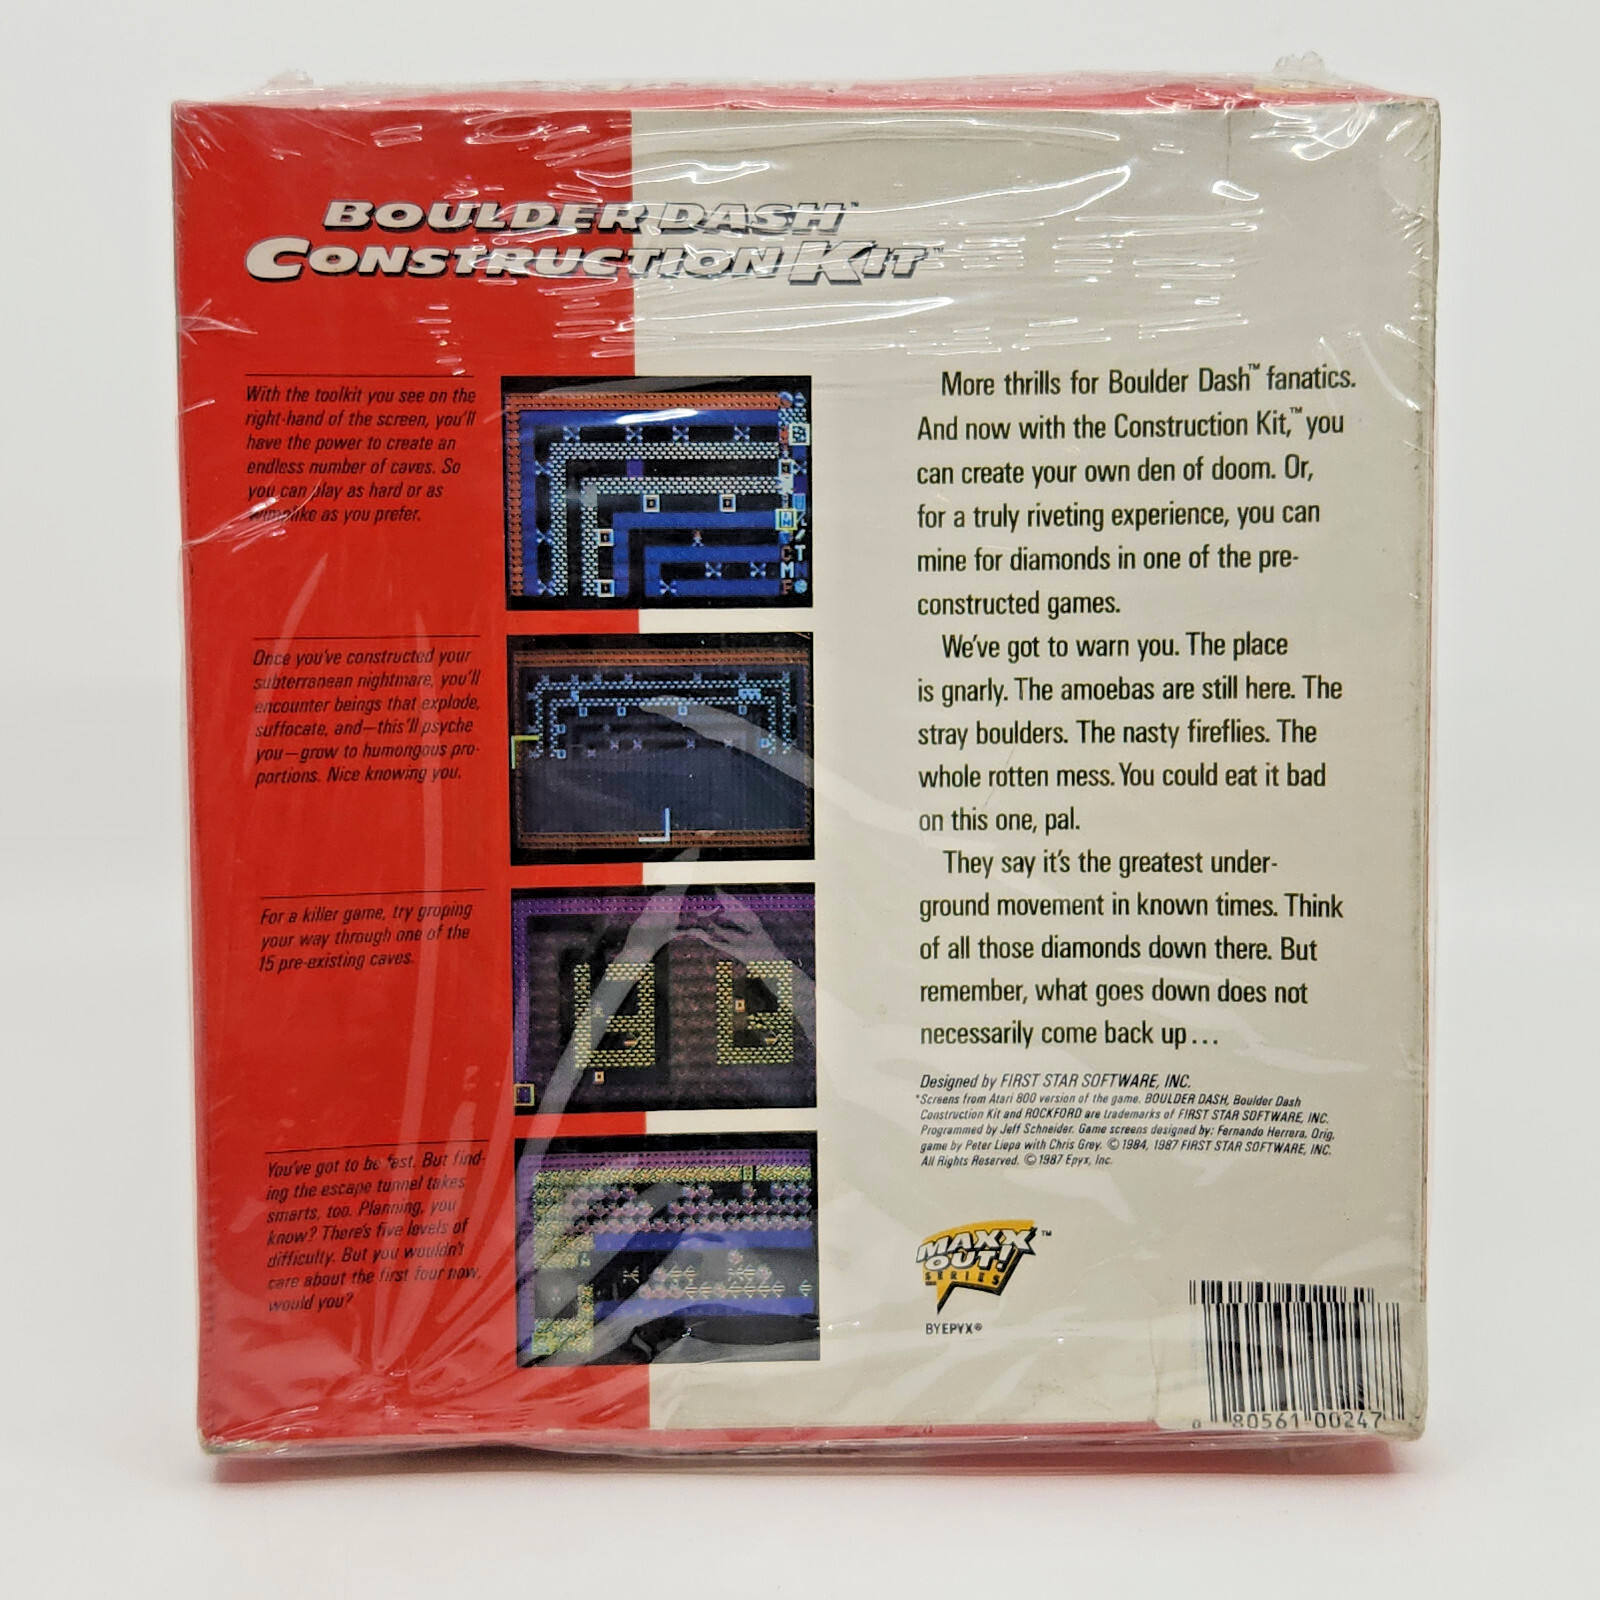 BOULDER DASH™
CONSTRUCTION KIT™
With the toolkit you see on the
right-hand of the screen, you'll
have the power to create an
endless number of caves. So
you can play as hard or as
wimplike as you prefer.
Once you've constructed your
subterranean nightmare, you'll
encounter beings that explode,
suffocate, and—this'll psyche
you—grow to humongous pro-
portions. Nice knowing you.
For a killer game, try groping
your way through one of the
15 pre-existing caves.
You've got to be fast. But find-
ing the escape tunnel takes
smarts, too. Planning, you
know? There's five levels of
difficulty. But you wouldn't
care about the first four now,
would you?
More thrills for Boulder Dash™ fanatics.
And now with the Construction Kit,™ you
can create your own den of doom. Or,
for a truly riveting experience, you can
mine for diamonds in one of the pre-
constructed games.
We've got to warn you. The place
is gnarly. The amoebas are still here. The
stray boulders. The nasty fireflies. The
whole rotten mess. You could eat it bad
on this one, pal.
They say it's the greatest under-
ground movement in known times. Think
of all those diamonds down there. But
remember, what goes down does not
necessarily come back up...
Designed by FIRST STAR SOFTWARE, INC.
*Screens from Atari 800 version of the game. BOULDER DASH, Boulder Dash
Construction Kit and ROCKFORD are trademarks of FIRST STAR SOFTWARE, INC.
Programmed by Jeff Schneider. Game screens designed by: Fernando Herrera, Orig.
game by Peter Liepa with Chris Grey. © 1984, 1987 FIRST STAR SOFTWARE, INC.
All Rights Reserved. © 1987 Epyx, Inc.
MAXX™
OUT!
SERIES
BY EPYX®
0 80561 00247